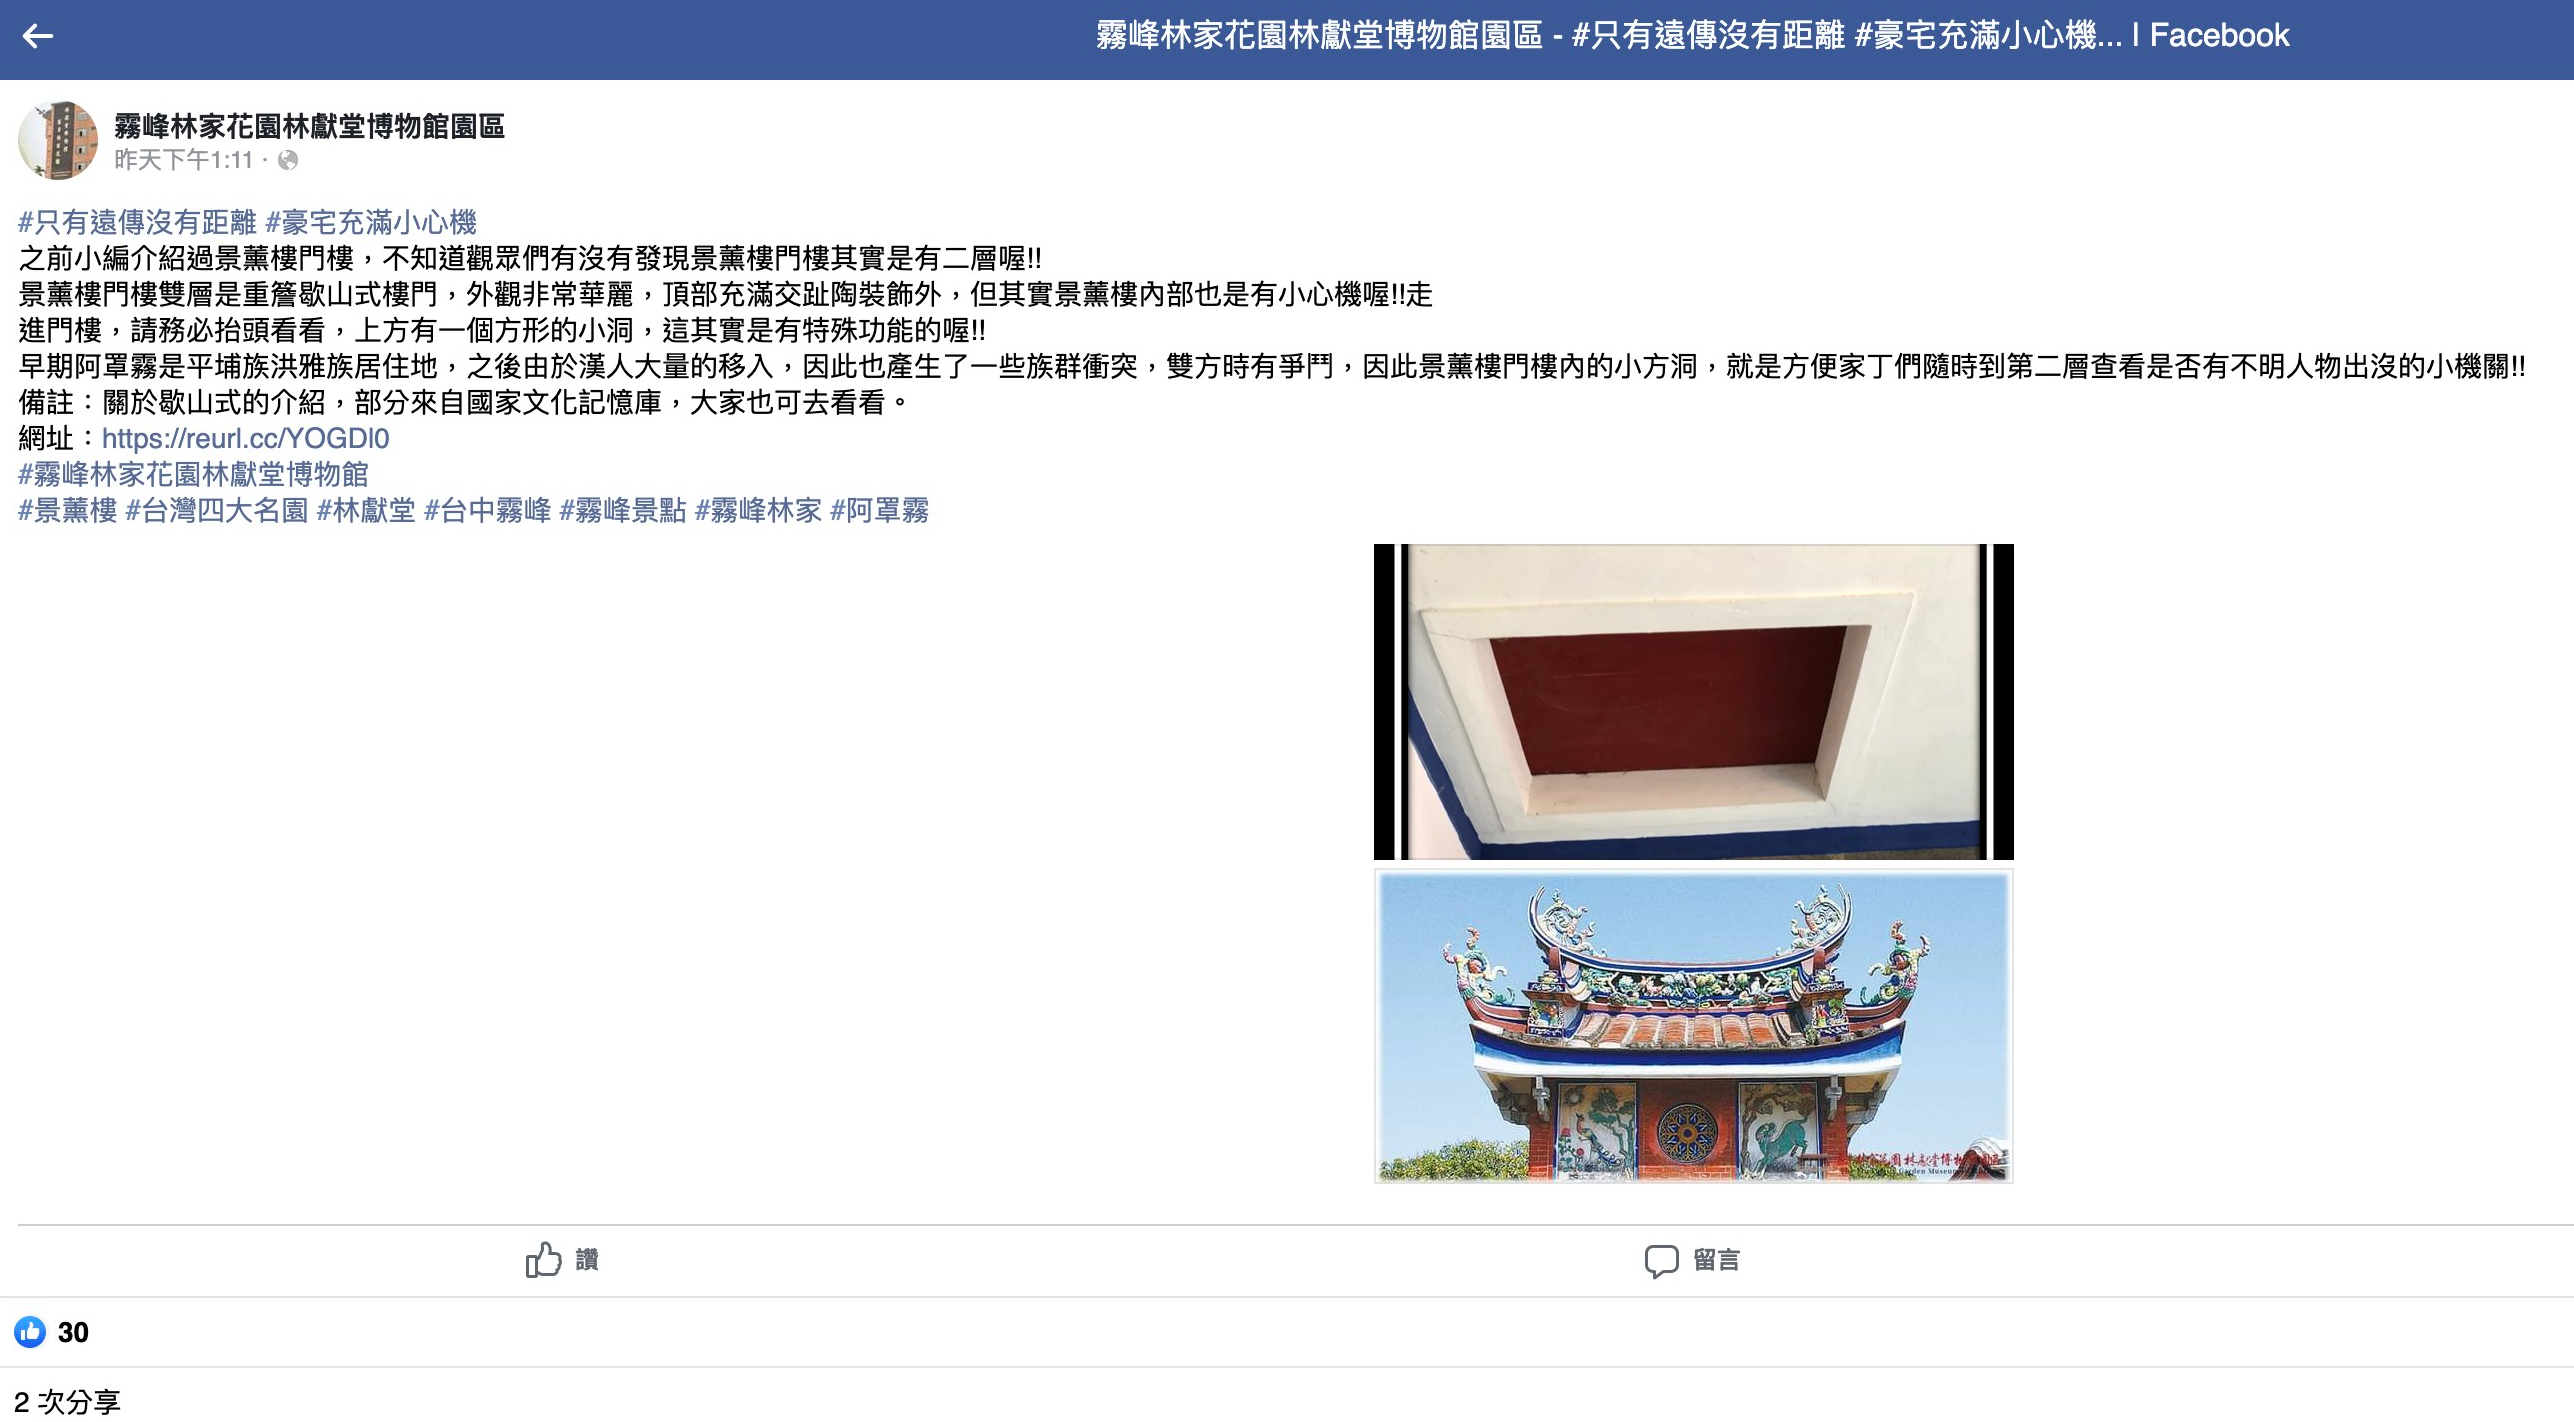 霧峰林家花園林獻堂博物館園區 - #只有遠傳沒有距離 #豪宅充滿小心機... | Facebook
霧峰林家花園林獻堂博物館園區
昨天下午1:11 ·
#只有遠傳沒有距離 #豪宅充滿小心機
之前小編介紹過景薰樓門樓，不知道觀眾們有沒有發現景薰樓門樓其實是有二層喔!!
景薰樓門樓雙層是重簷歇山式樓門，外觀非常華麗，頂部充滿交趾陶裝飾外，但其實景薰樓內部也是有小心機喔!!走
進門樓，請務必抬頭看看，上方有一個方形的小洞，這其實是有特殊功能的喔!!
早期阿罩霧是平埔族洪雅族居住地，之後由於漢人大量的移入，因此也產生了一些族群衝突，雙方時有爭鬥，因此景薰樓門樓內的小方洞，就是方便家丁們隨時到第二層查看是否有不明人物出沒的小機關!!
備註：關於歇山式的介紹，部分來自國家文化記憶庫，大家也可去看看。
網址：https://reurl.cc/YOGDl0
#霧峰林家花園林獻堂博物館
#景薰樓 #台灣四大名園 #林獻堂 #台中霧峰 #霧峰景點 #霧峰林家 #阿罩霧
讚
留言
30
2 次分享